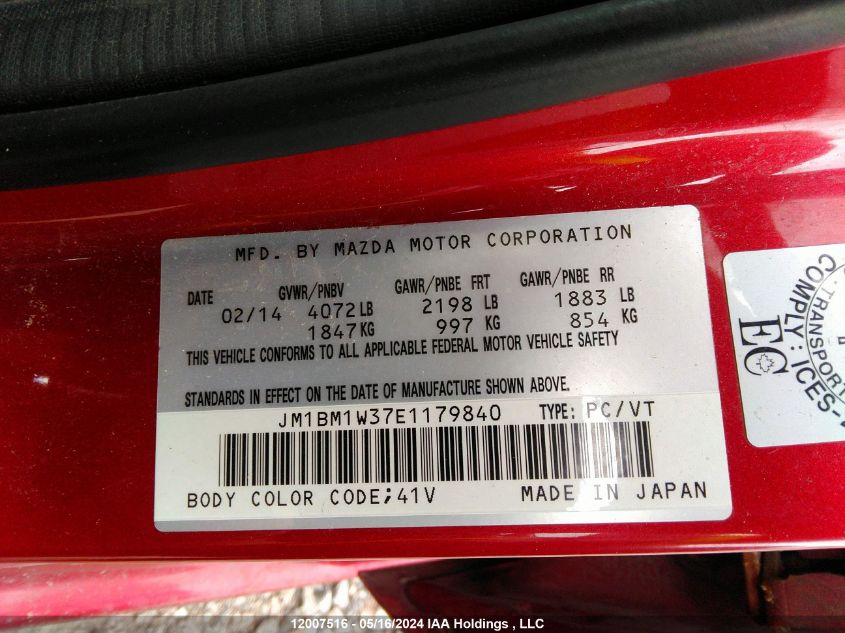 MFD. BY MAZDA MOTOR CORPORATION
DATE GVWR/PNBV GAWR/PNBE FRT GAWR/PNBE RR
02/14 4072LB 2198 LB 1883 LB
1847KG 997 KG 854 KG
THIS VEHICLE CONFORMS TO ALL APPLICABLE FEDERAL MOTOR VEHICLE SAFETY
STANDARDS IN EFFECT ON THE DATE OF MANUFACTURE SHOWN ABOVE.
JM1BM1W37E1179840 TYPE: PC/VT
BODY COLOR CODE;41V MADE IN JAPAN
TRANSPORT
COMPLY: ICES-
EC
12007516 - 05/16/2024 IAA Holdings , LLC